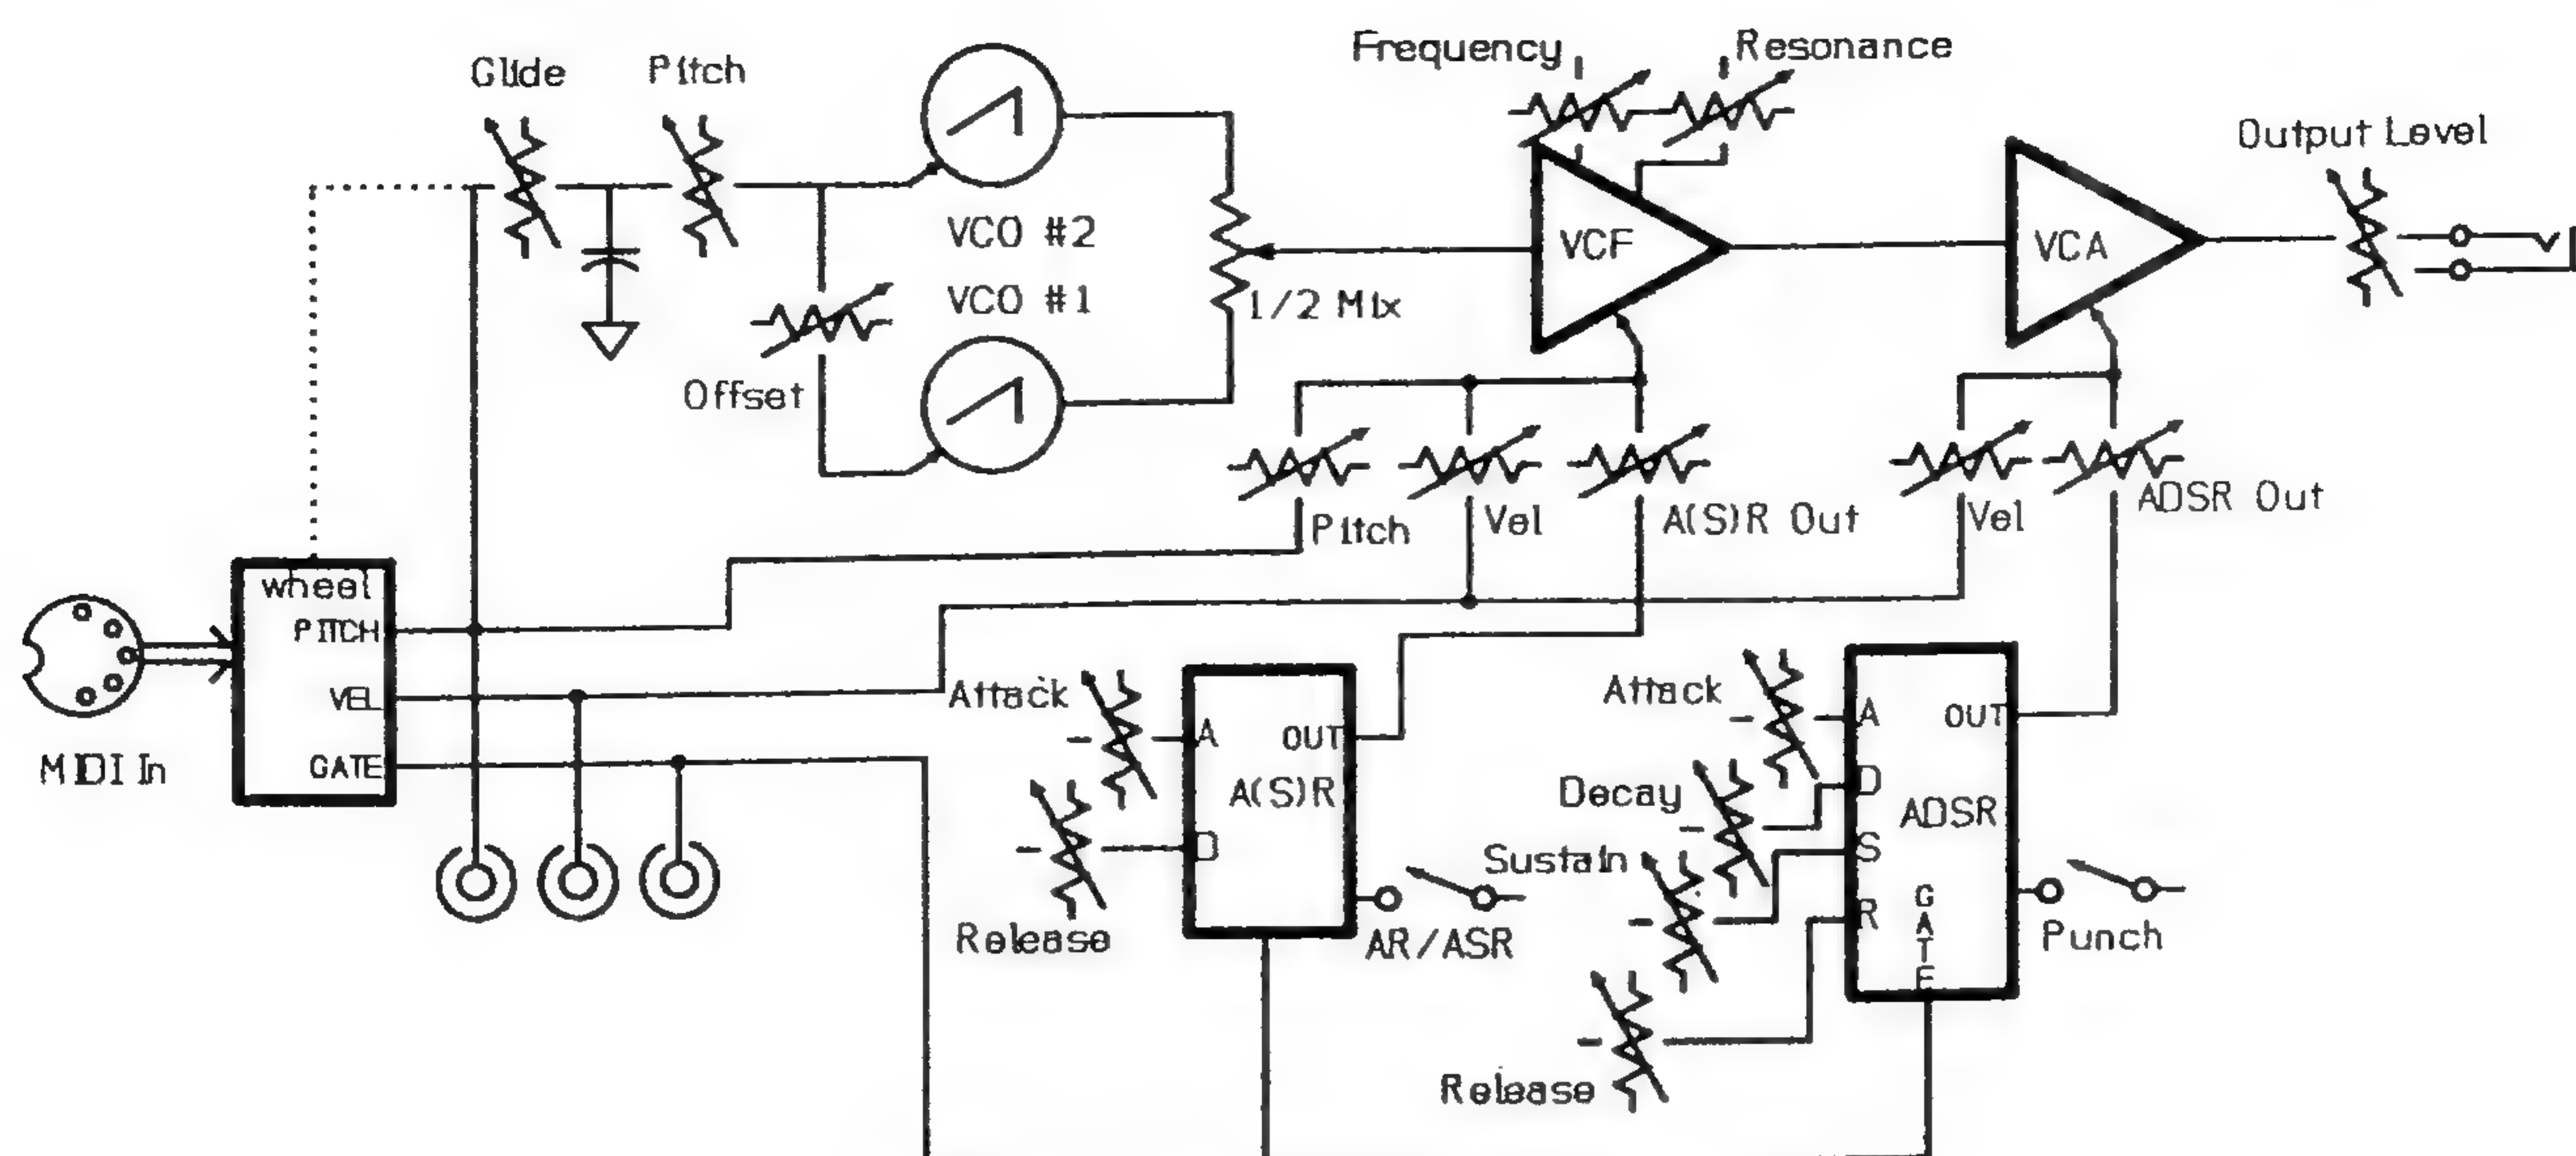 Frequency
Resonance
Glide
Pitch
Output Level
VCO #2
VCO #1
1/2 Mix
VCF
VCA
Offset
Pitch
Vel
A(S)R Out
Vel
ADSR Out
wheel
PITCH
VEL
GATE
MIDI In
Attack
A
OUT
A(S)R
D
Release
AR/ASR
Attack
A
OUT
Decay
D
ADSR
Sustain
S
R
GATE
Punch
Release